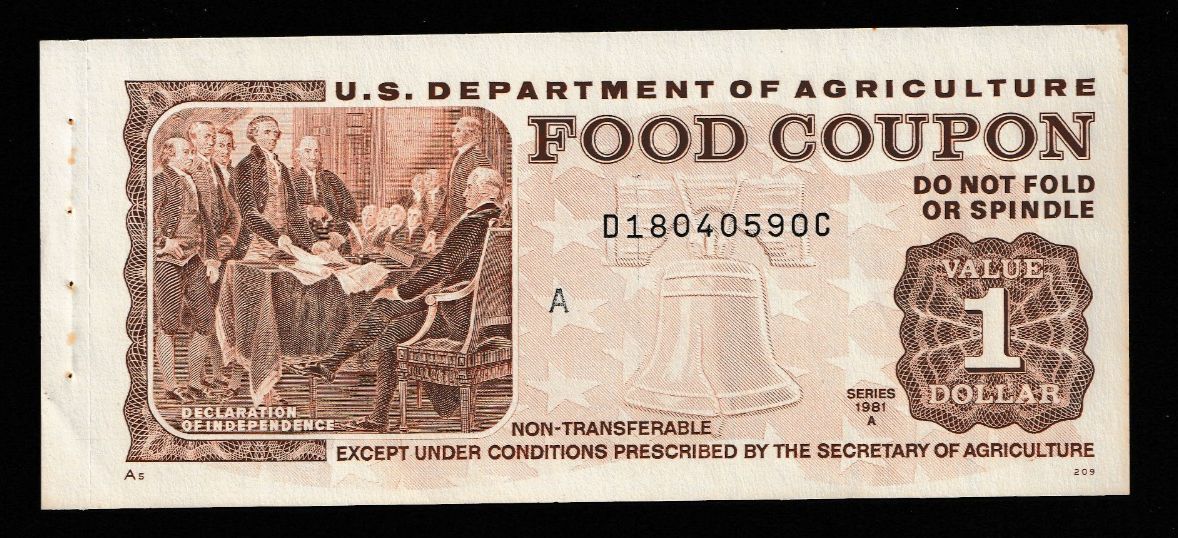 U.S. DEPARTMENT OF AGRICULTURE
FOOD COUPON
DO NOT FOLD
OR SPINDLE
D18040590C
A
VALUE
1
DOLLAR
SERIES
1981
A
DECLARATION
OF INDEPENDENCE
NON-TRANSFERABLE
EXCEPT UNDER CONDITIONS PRESCRIBED BY THE SECRETARY OF AGRICULTURE
A5
209